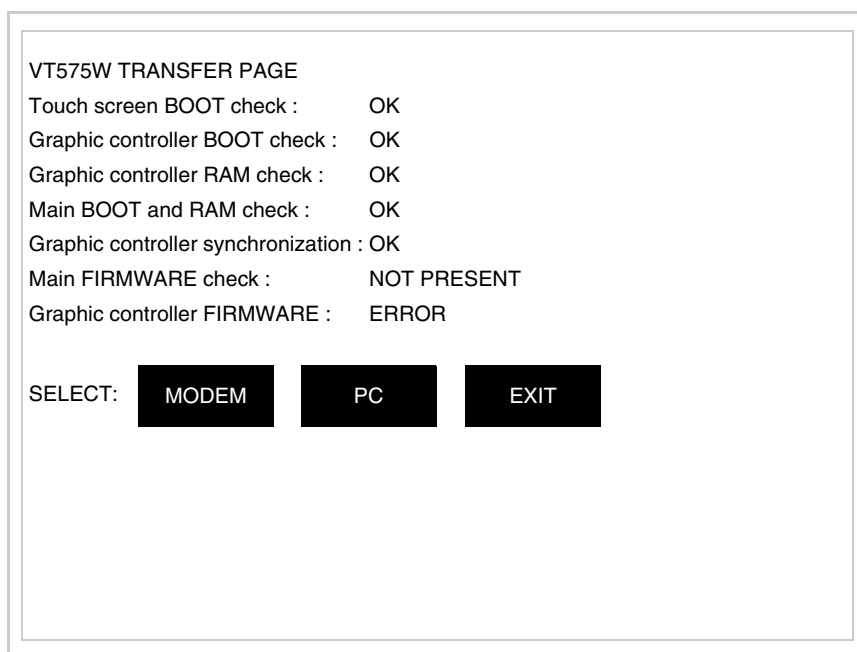 VT575W TRANSFER PAGE
Touch screen BOOT check : OK
Graphic controller BOOT check : OK
Graphic controller RAM check : OK
Main BOOT and RAM check : OK
Graphic controller synchronization : OK
Main FIRMWARE check : NOT PRESENT
Graphic controller FIRMWARE : ERROR
SELECT: MODEM PC EXIT